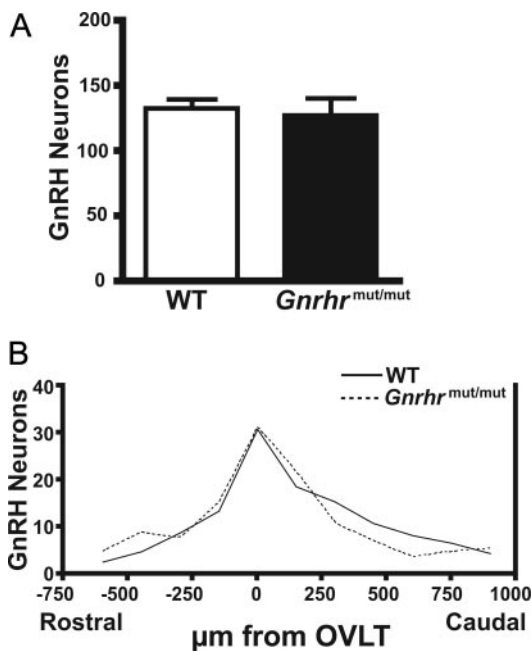 A
GnRH Neurons
200
150
100
50
0
WT
Gnrhr mut/mut
B
GnRH Neurons
40
30
20
10
0
WT
Gnrhr mut/mut
-750 -500 -250 0 250 500 750 1000
Rostral Caudal
µm from OVLT